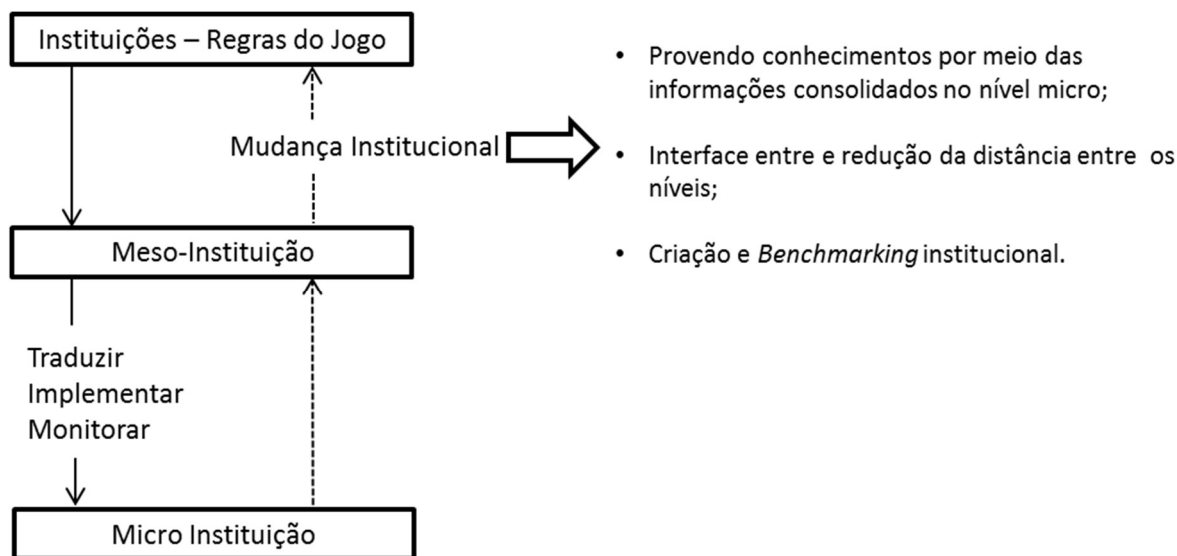 Instituições – Regras do Jogo
Mudança Institucional
Meso-Instituição
Traduzir
Implementar
Monitorar
Micro Instituição
• Provendo conhecimentos por meio das
informações consolidados no nível micro;
• Interface entre e redução da distância entre os
níveis;
• Criação e Benchmarking institucional.